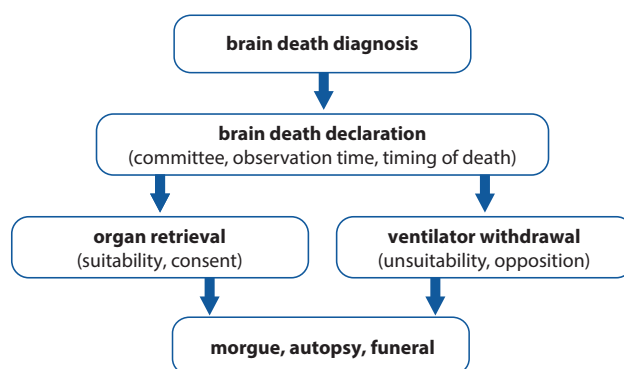 brain death diagnosis
brain death declaration
(committee, observation time, timing of death)
organ retrieval
(suitability, consent)
ventilator withdrawal
(unsuitability, opposition)
morgue, autopsy, funeral